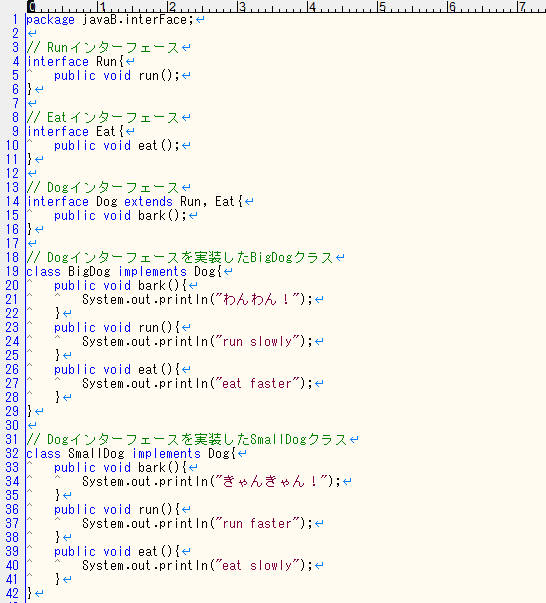 0 1 2 3 4 5 6 7
1 package javaB.interFace;
2
3 // Runインターフェース
4 interface Run{
5 public void run();
6 }
7
8 // Eatインターフェース
9 interface Eat{
10 public void eat();
11 }
12
13 // Dogインターフェース
14 interface Dog extends Run, Eat{
15 public void bark();
16 }
17
18 // Dogインターフェースを実装したBigDogクラス
19 class BigDog implements Dog{
20 public void bark(){
21 System.out.println("わんわん！");
22 }
23 public void run(){
24 System.out.println("run slowly");
25 }
26 public void eat(){
27 System.out.println("eat faster");
28 }
29 }
30
31 // Dogインターフェースを実装したSmallDogクラス
32 class SmallDog implements Dog{
33 public void bark(){
34 System.out.println("きゃんきゃん！");
35 }
36 public void run(){
37 System.out.println("run faster");
38 }
39 public void eat(){
40 System.out.println("eat slowly");
41 }
42 }